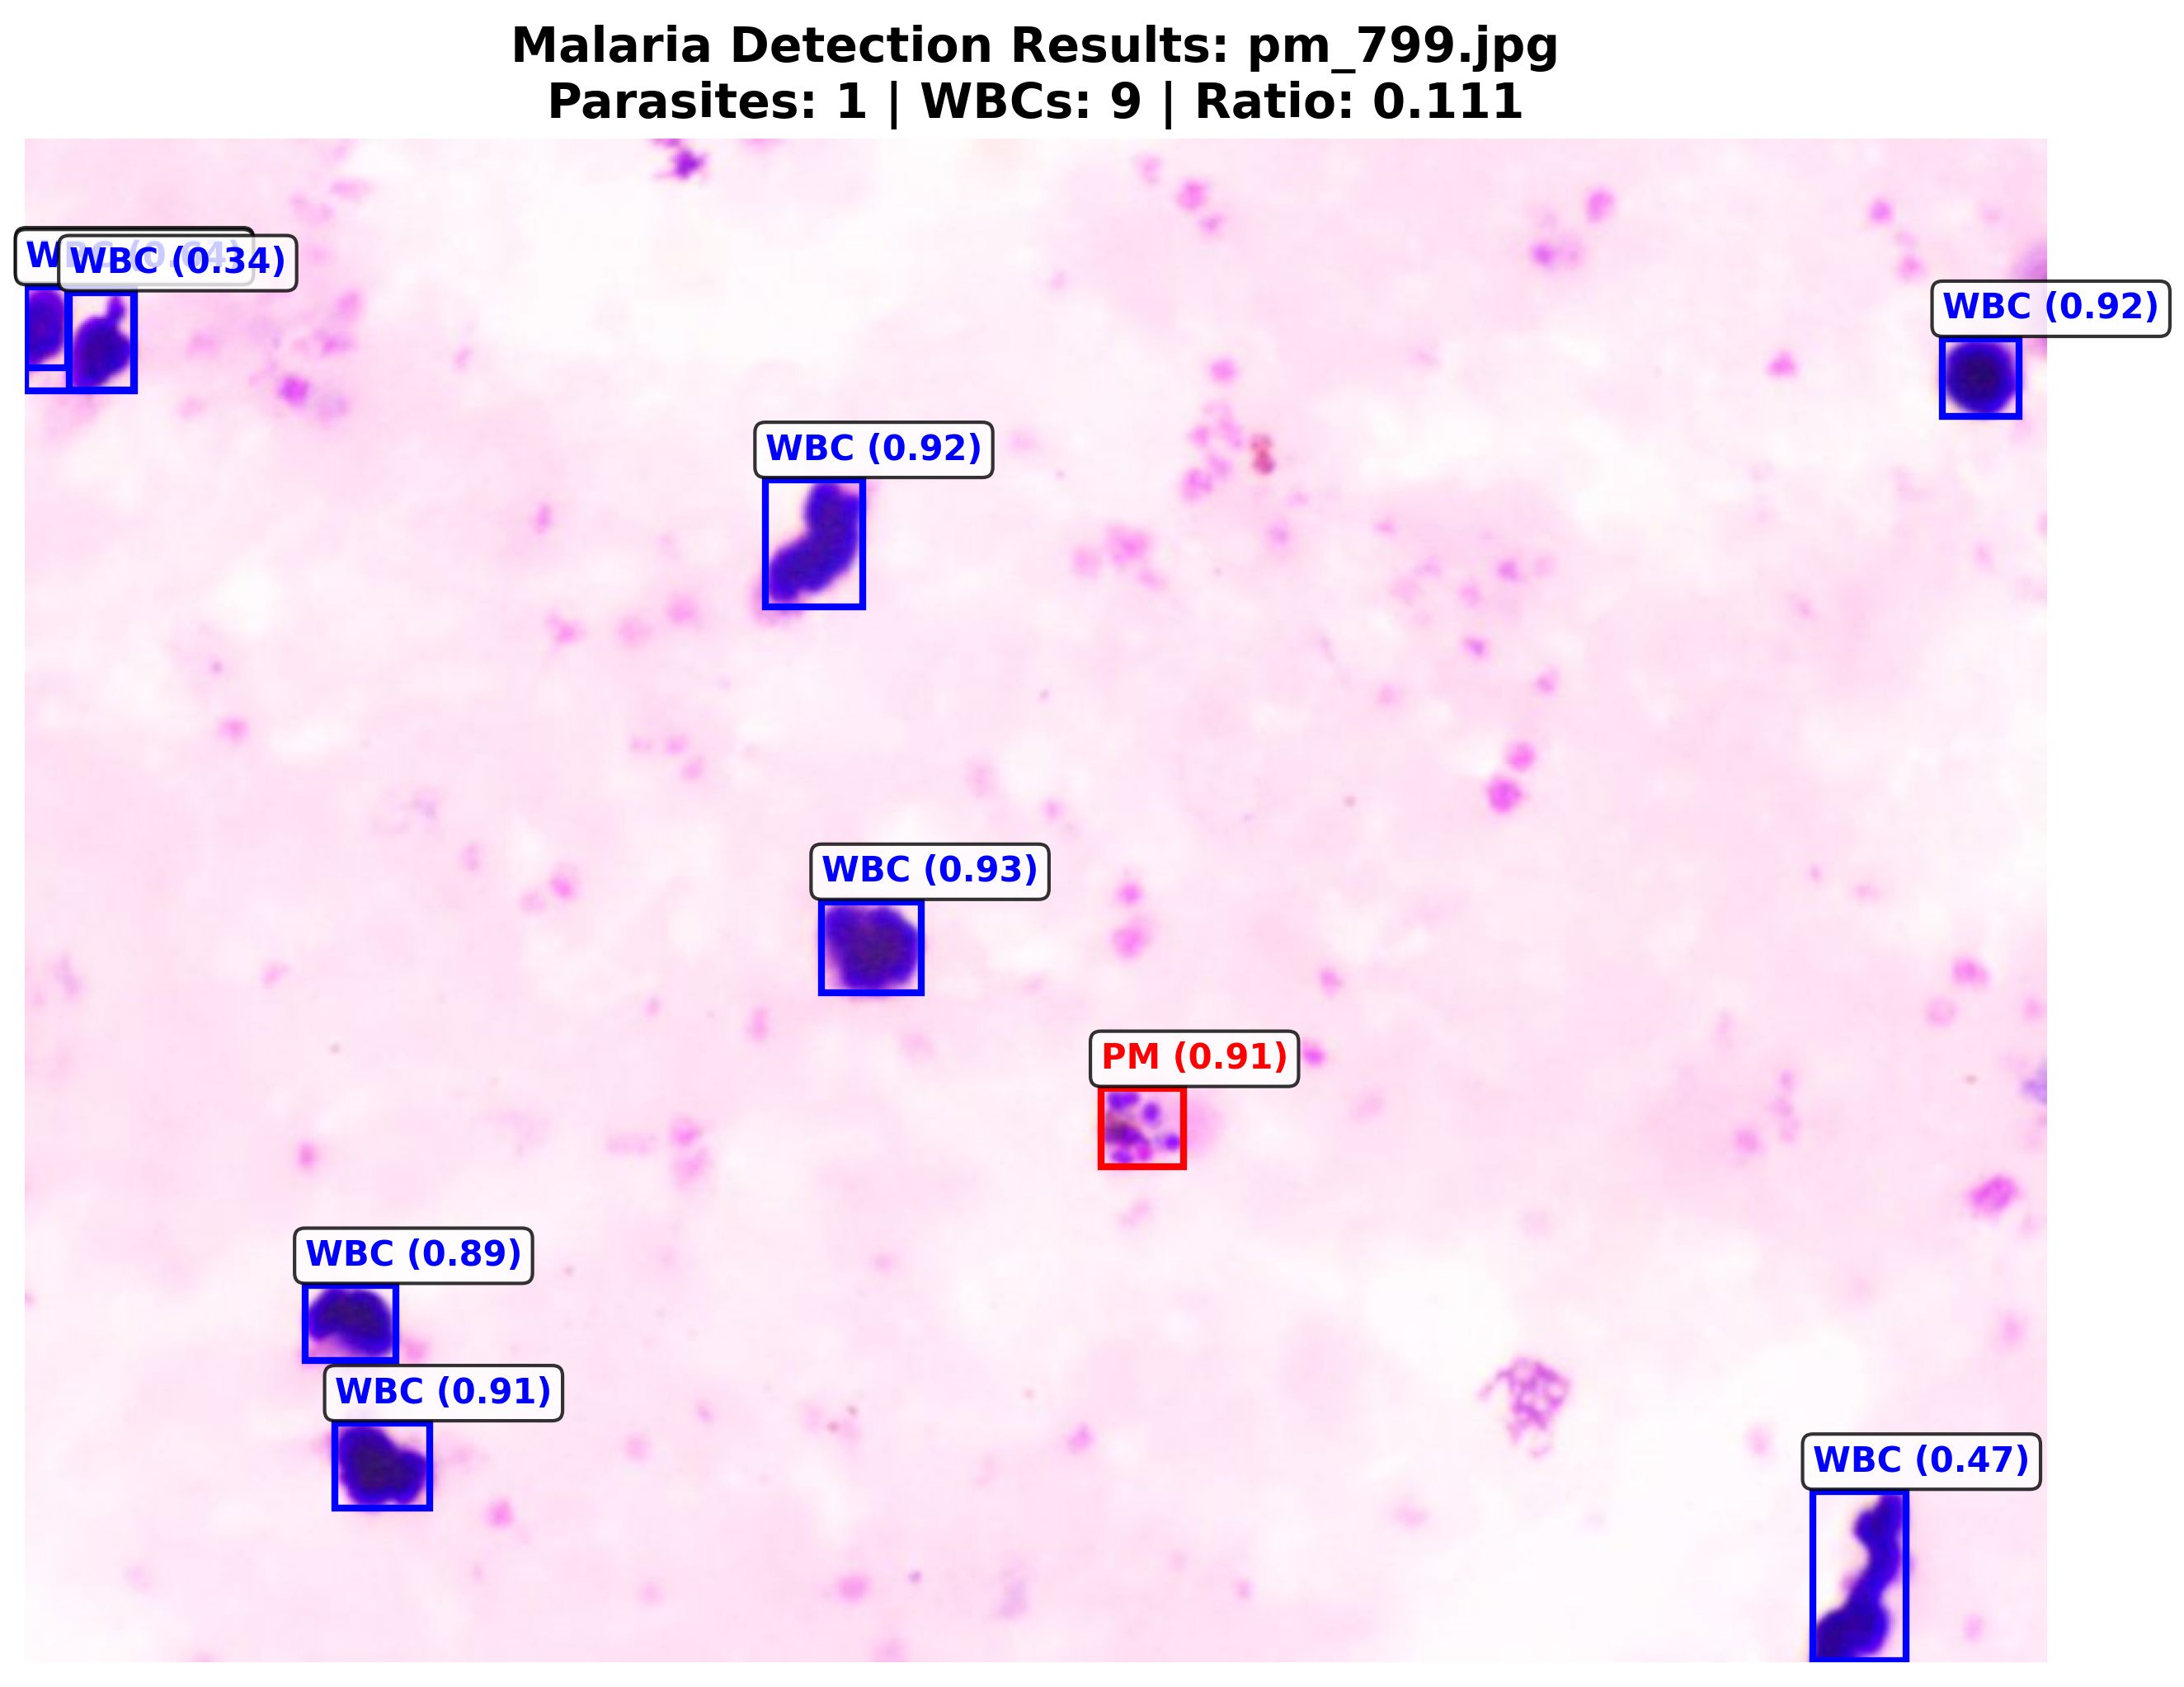 Malaria Detection Results: pm_799.jpg
Parasites: 1 | WBCs: 9 | Ratio: 0.111
WBC (0.34)
WBC (0.92)
WBC (0.92)
WBC (0.93)
PM (0.91)
WBC (0.89)
WBC (0.91)
WBC (0.47)